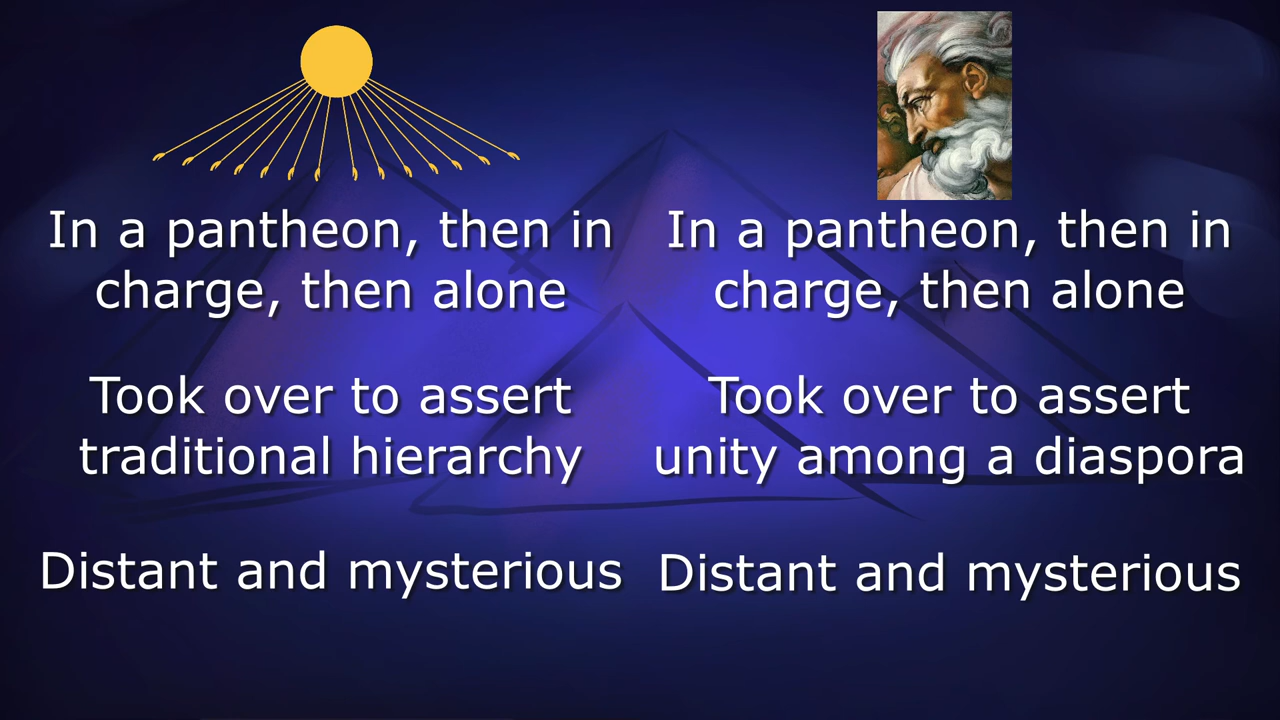 In a pantheon, then in
charge, then alone
Took over to assert
traditional hierarchy
Distant and mysterious
In a pantheon, then in
charge, then alone
Took over to assert
unity among a diaspora
Distant and mysterious